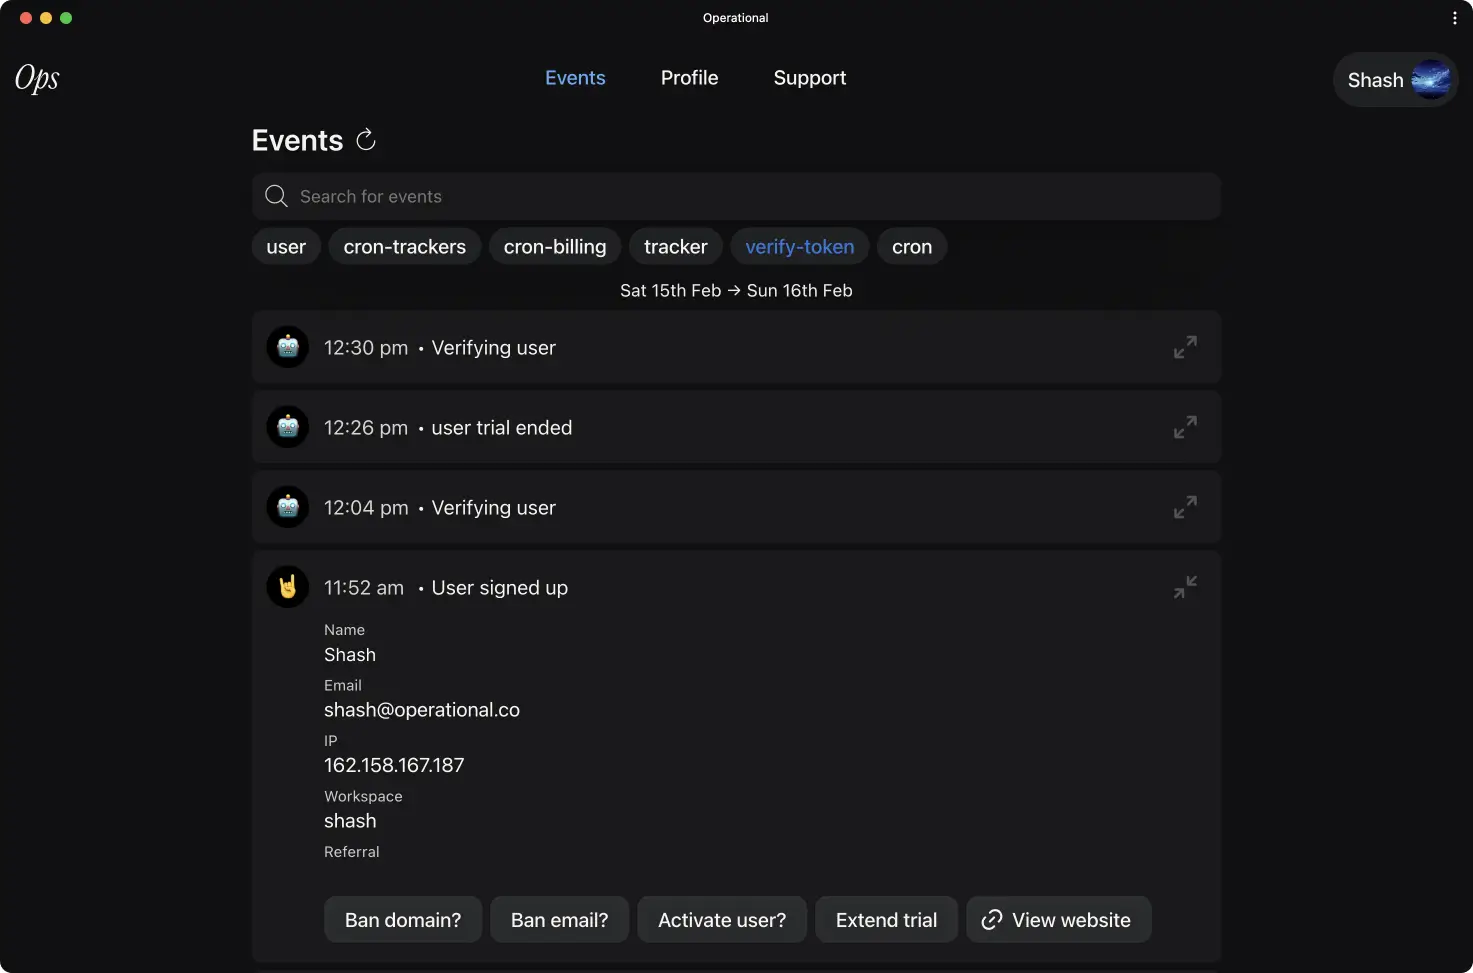 Operational
Ops
Events Profile Support
Shash
Events
Search for events
user cron-trackers cron-billing tracker verify-token cron
Sat 15th Feb → Sun 16th Feb
12:30 pm • Verifying user
12:26 pm • user trial ended
12:04 pm • Verifying user
11:52 am • User signed up
Name
Shash
Email
shash@operational.co
IP
162.158.167.187
Workspace
shash
Referral
Ban domain? Ban email? Activate user? Extend trial View website